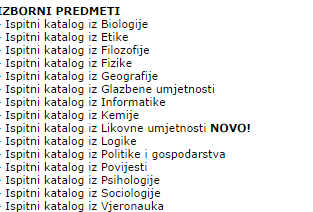 IZBORNI PREDMETI
- Ispitni katalog iz Biologije
- Ispitni katalog iz Etike
- Ispitni katalog iz Filozofije
- Ispitni katalog iz Fizike
- Ispitni katalog iz Geografije
- Ispitni katalog iz Glazbene umjetnosti
- Ispitni katalog iz Informatike
- Ispitni katalog iz Kemije
- Ispitni katalog iz Likovne umjetnosti NOVO!
- Ispitni katalog iz Logike
- Ispitni katalog iz Politike i gospodarstva
- Ispitni katalog iz Povijesti
- Ispitni katalog iz Psihologije
- Ispitni katalog iz Sociologije
- Ispitni katalog iz Vjeronauka